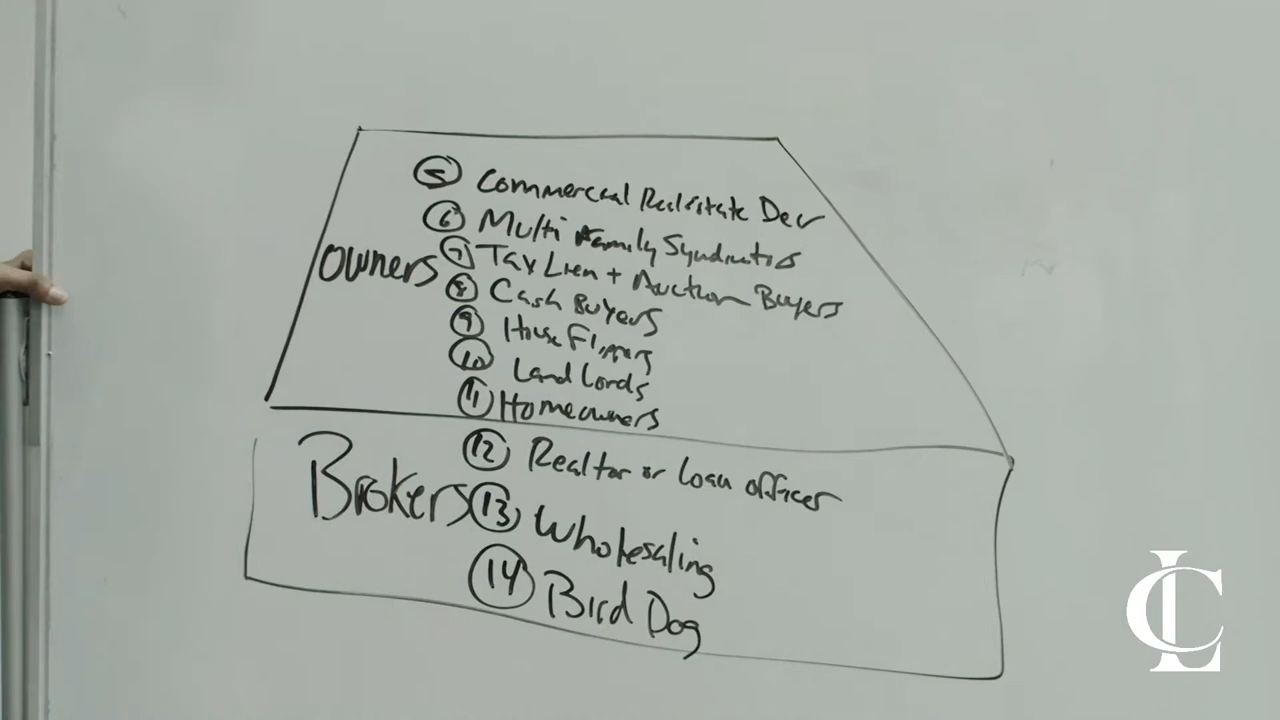 5 Commercial Realestate Dev
6 Multi Family Syndicators
owners
7 Tax Lien + Auction Buyers
8 Cash Buyers
9 House Flippers
10 Land Lords
11 Homeowners
12 Realtor or Loan officer
Brokers
13 Wholesaling
14 Bird Dog
LC